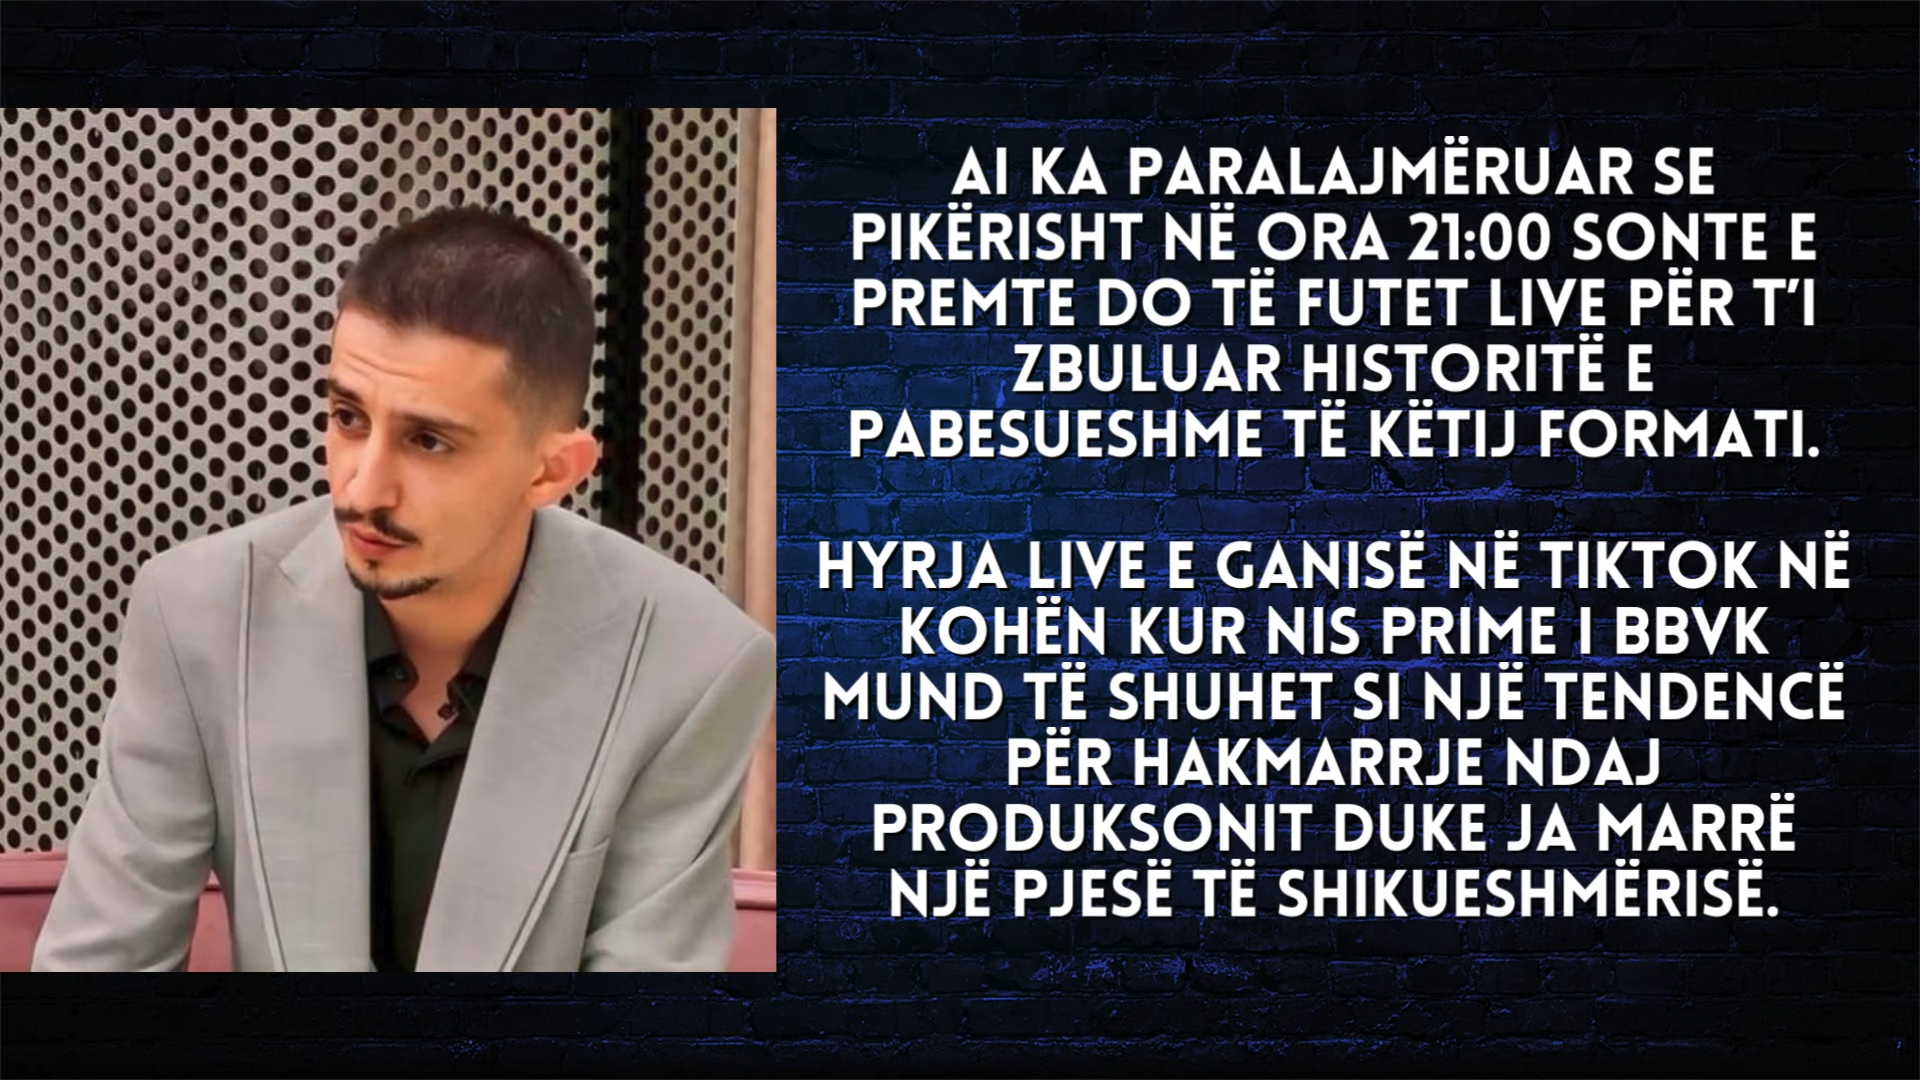 AI KA PARALAJMËRUAR SE
PIKËRISHT NË ORA 21:00 SONTE E
PREMTE DO TË FUTET LIVE PËR T'I
ZBULUAR HISTORITË E
PABESUESHME TË KËTIJ FORMATI.
HYRJA LIVE E GANISË NË TIKTOK NË
KOHËN KUR NIS PRIME I BBVK
MUND TË SHUHET SI NJË TENDENCË
PËR HAKMARRJE NDAJ
PRODUKSONIT DUKE JA MARRË
NJË PJESË TË SHIKUESHMËRISË.